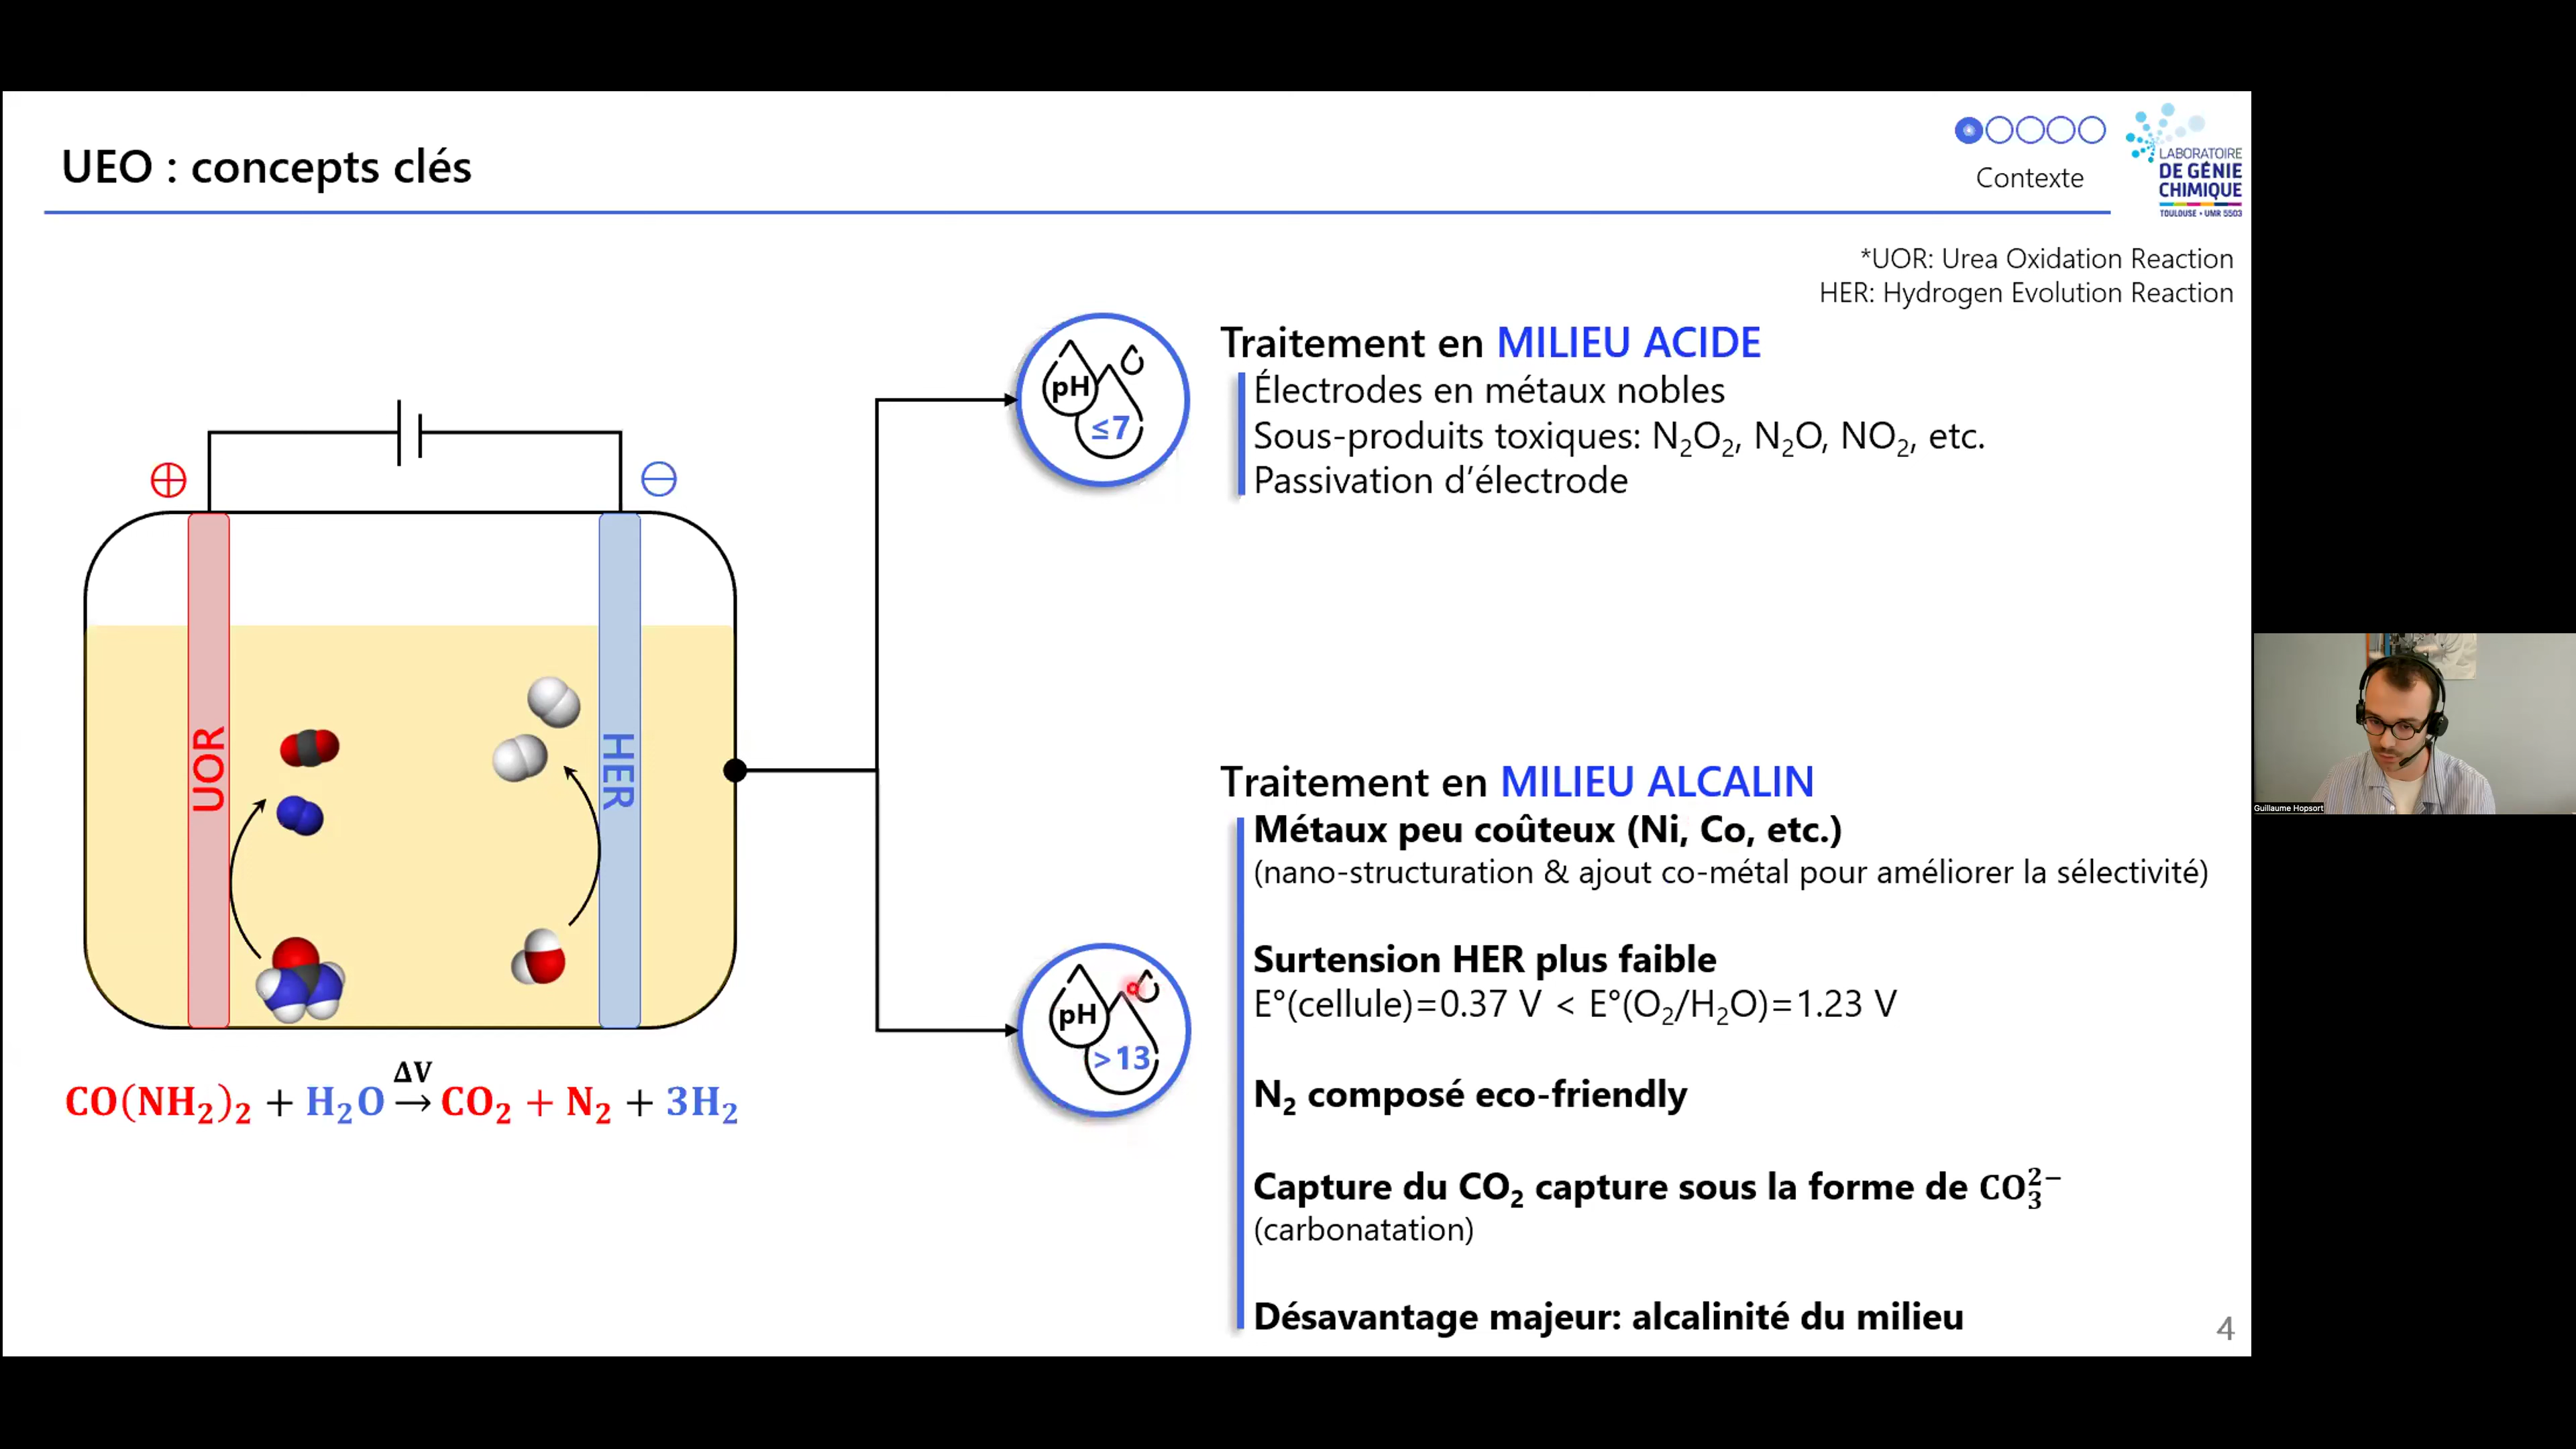 UEO : concepts clés
Contexte
LABORATOIRE
DE GÉNIE
CHIMIQUE
TOULOUSE • UMR 5503
*UOR: Urea Oxidation Reaction
HER: Hydrogen Evolution Reaction
Traitement en MILIEU ACIDE
Électrodes en métaux nobles
Sous-produits toxiques: N₂O₂, N₂O, NO₂, etc.
Passivation d’électrode
pH
≤7
⊕
⊖
UOR
HER
CO(NH₂)₂ + H₂O ΔV→ CO₂ + N₂ + 3H₂
Traitement en MILIEU ALCALIN
Métaux peu coûteux (Ni, Co, etc.)
(nano-structuration & ajout co-métal pour améliorer la sélectivité)
Surtension HER plus faible
E°(cellule)=0.37 V < E°(O₂/H₂O)=1.23 V
N₂ composé eco-friendly
Capture du CO₂ capture sous la forme de CO₃²⁻
(carbonatation)
Désavantage majeur: alcalinité du milieu
pH
>13
4
Guillaume Hopsort